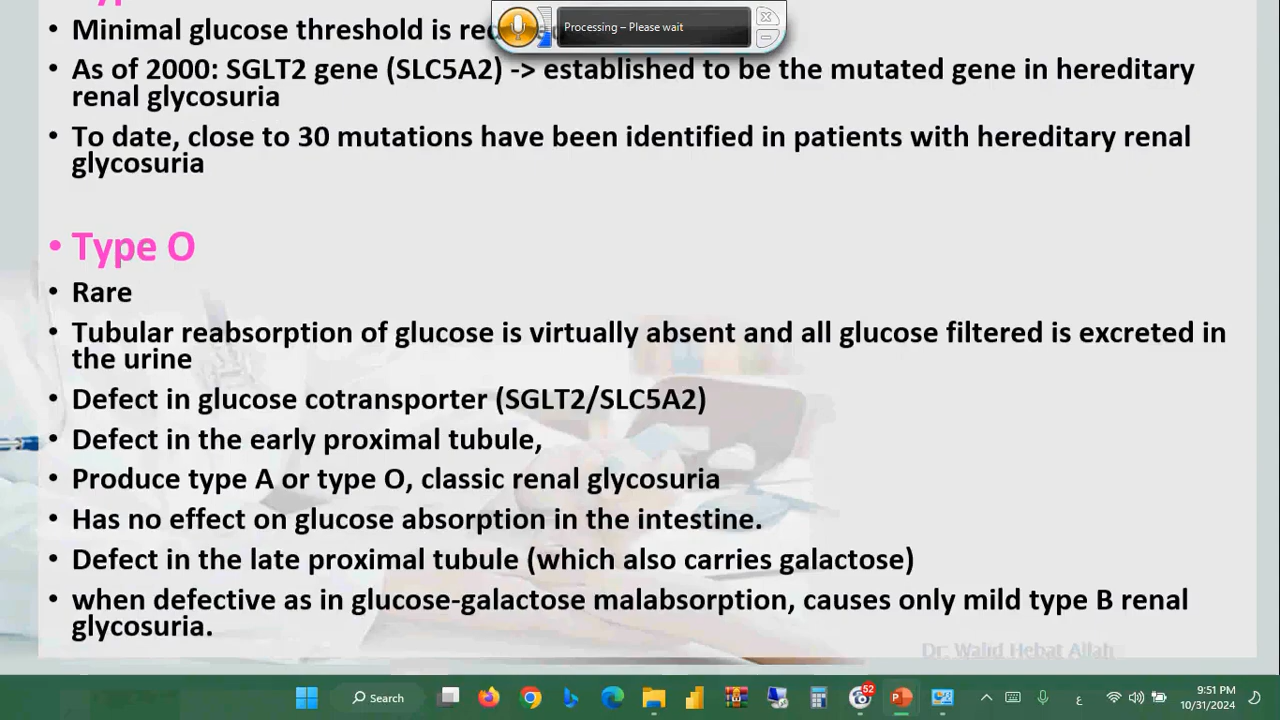 Processing – Please wait
• Minimal glucose threshold is
• As of 2000: SGLT2 gene (SLC5A2) -> established to be the mutated gene in hereditary
renal glycosuria
• To date, close to 30 mutations have been identified in patients with hereditary renal
glycosuria
• Type O
• Rare
• Tubular reabsorption of glucose is virtually absent and all glucose filtered is excreted in
the urine
• Defect in glucose cotransporter (SGLT2/SLC5A2)
• Defect in the early proximal tubule,
• Produce type A or type O, classic renal glycosuria
• Has no effect on glucose absorption in the intestine.
• Defect in the late proximal tubule (which also carries galactose)
• when defective as in glucose-galactose malabsorption, causes only mild type B renal
glycosuria.
Dr. Walid Hebat Allah
Search
52
ع
9:51 PM
10/31/2024